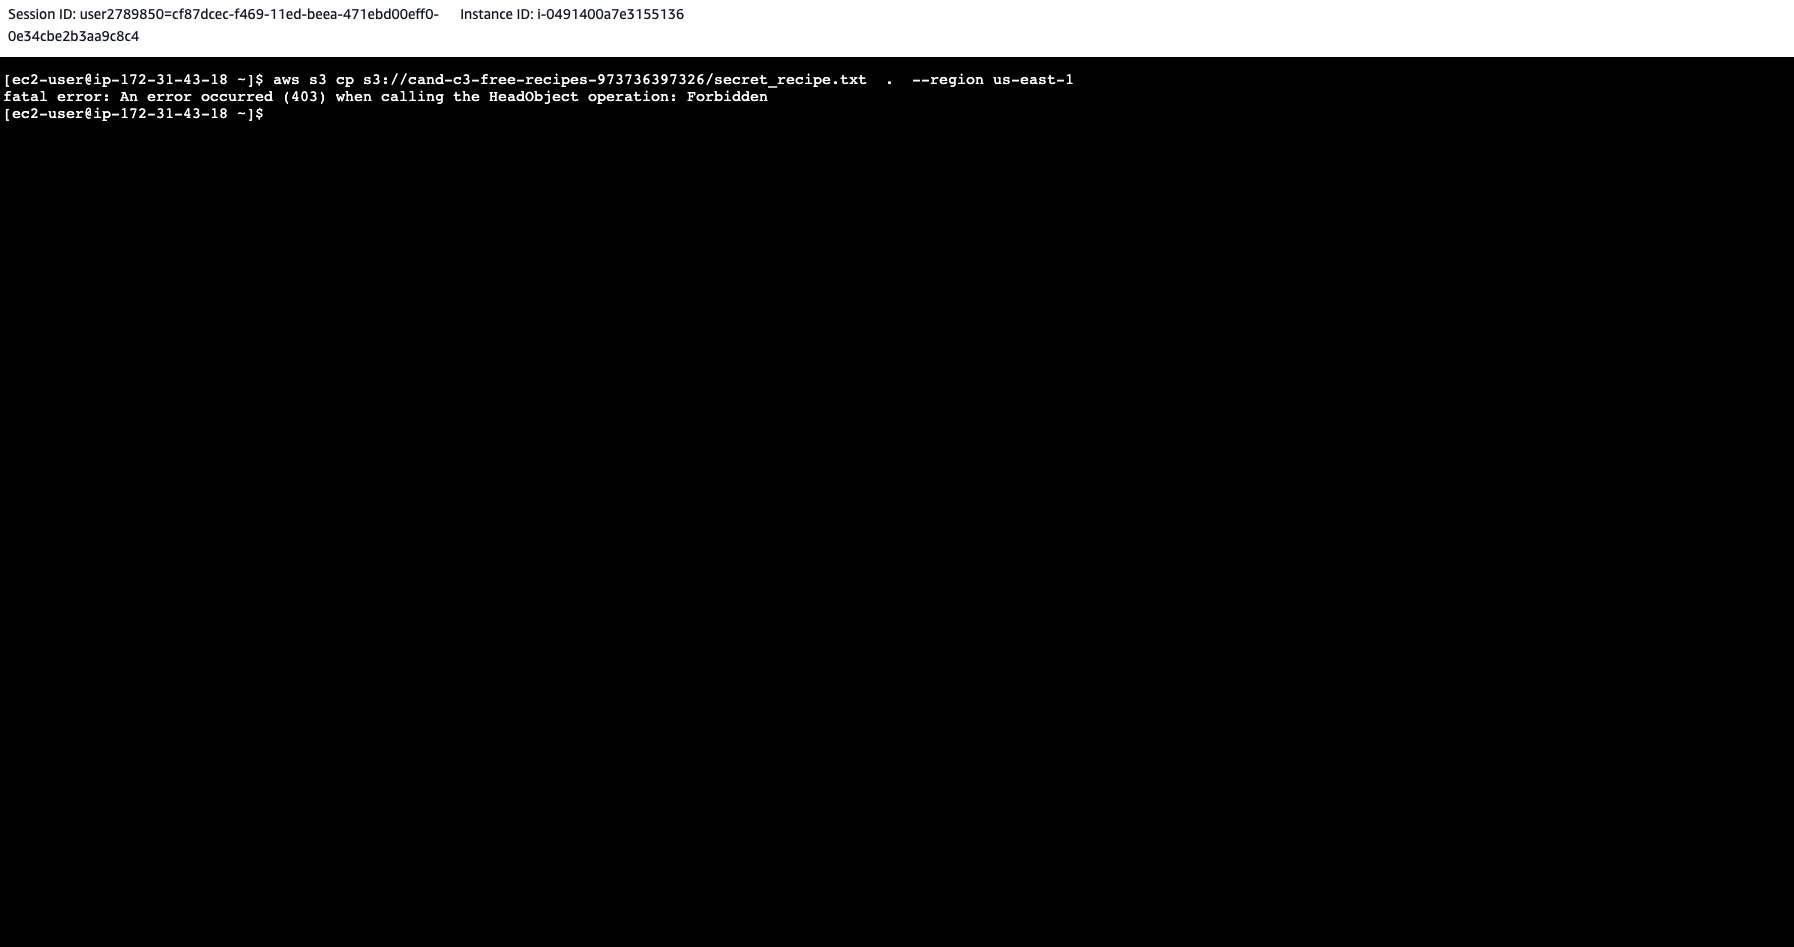 Session ID: user2789850=cf87dcec-f469-11ed-beea-471ebd00eff0-
0e34cbe2b3aa9c8c4
Instance ID: i-0491400a7e3155136
[ec2-user@ip-172-31-43-18 ~]$ aws s3 cp s3://cand-c3-free-recipes-973736397326/secret_recipe.txt  .  --region us-east-1
fatal error: An error occurred (403) when calling the HeadObject operation: Forbidden
[ec2-user@ip-172-31-43-18 ~]$